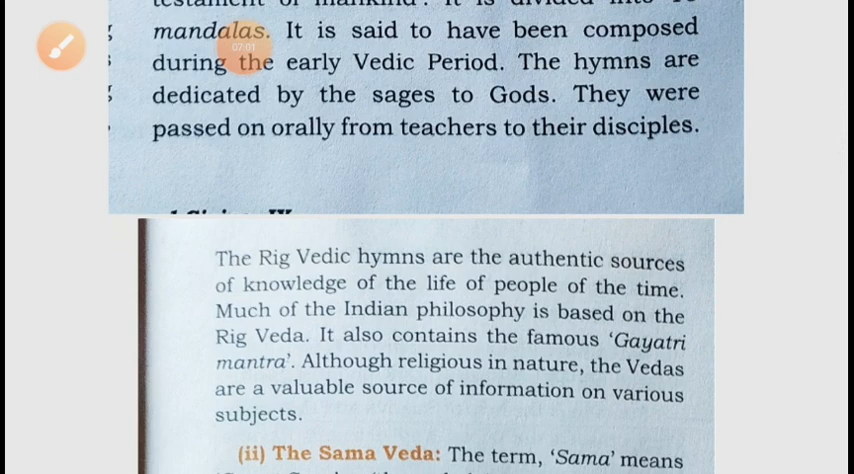 mandalas. It is said to have been composed
07:01
during the early Vedic Period. The hymns are
dedicated by the sages to Gods. They were
passed on orally from teachers to their disciples.
The Rig Vedic hymns are the authentic sources
of knowledge of the life of people of the time.
Much of the Indian philosophy is based on the
Rig Veda. It also contains the famous ‘Gayatri
mantra’. Although religious in nature, the Vedas
are a valuable source of information on various
subjects.
(ii) The Sama Veda: The term, ‘Sama’ means